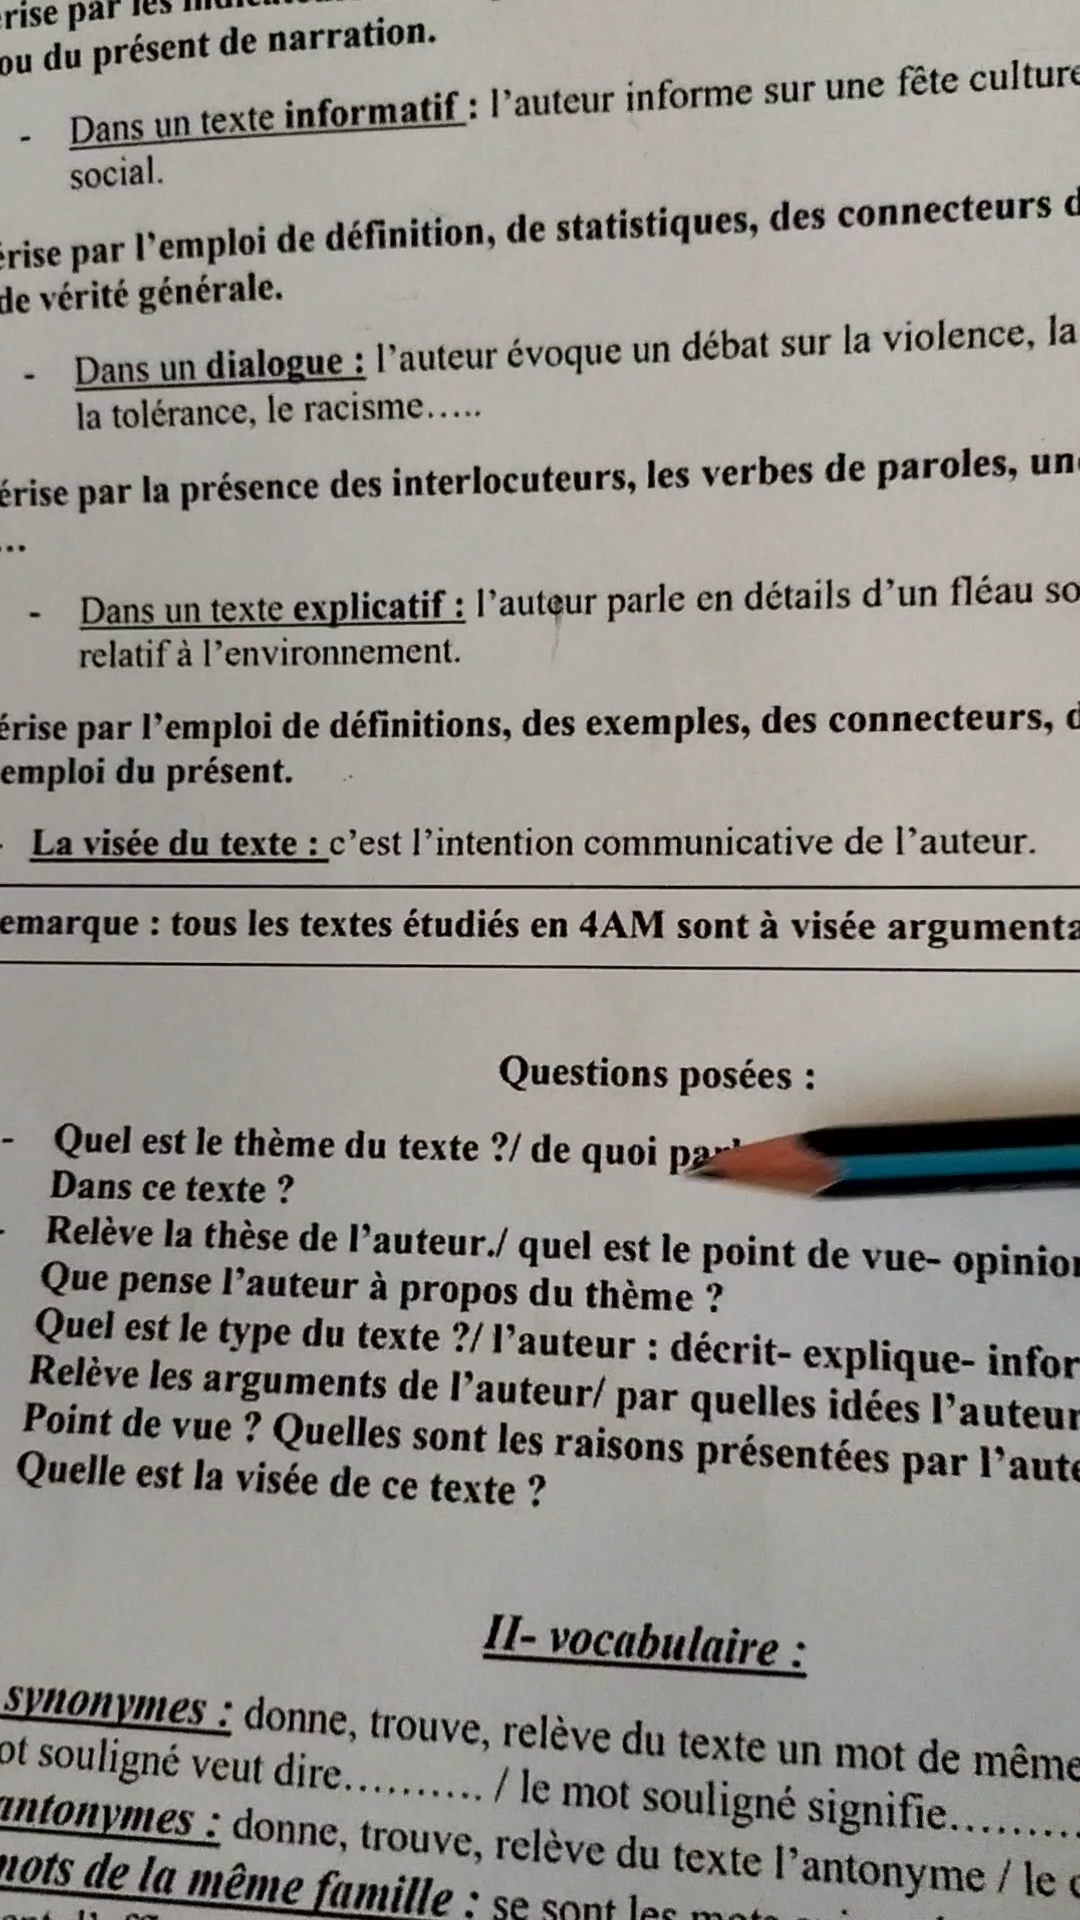 rise par les
ou du présent de narration.
- Dans un texte informatif : l'auteur informe sur une fête culture
social.
érise par l'emploi de définition, de statistiques, des connecteurs d
de vérité générale.
- Dans un dialogue : l'auteur évoque un débat sur la violence, la
la tolérance, le racisme.....
érise par la présence des interlocuteurs, les verbes de paroles, un
...
- Dans un texte explicatif : l'auteur parle en détails d'un fléau so
relatif à l'environnement.
érise par l'emploi de définitions, des exemples, des connecteurs, d
emploi du présent.
- La visée du texte : c'est l'intention communicative de l'auteur.
emarque : tous les textes étudiés en 4AM sont à visée argumenta
Questions posées :
- Quel est le thème du texte ?/ de quoi
Dans ce texte ?
- Relève la thèse de l'auteur./ quel est le point de vue- opinion
Que pense l'auteur à propos du thème ?
Quel est le type du texte ?/ l'auteur : décrit- explique- infor
Relève les arguments de l'auteur/ par quelles idées l'auteur
Point de vue ? Quelles sont les raisons présentées par l'aute
Quelle est la visée de ce texte ?
II- vocabulaire :
synonymes : donne, trouve, relève du texte un mot de même
ot souligné veut dire.......... / le mot souligné signifie.........
antonymes : donne, trouve, relève du texte l'antonyme / le
mots de la même famille : se sont les mots